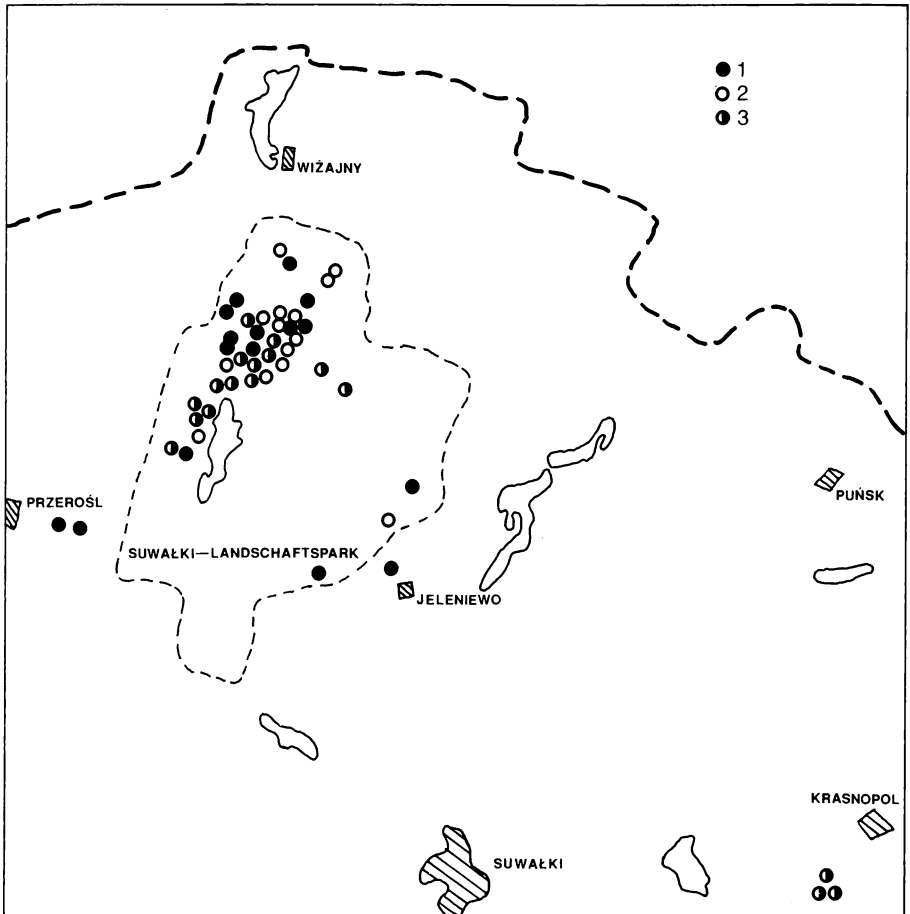 1
2
3
WIŻAJNY
PRZEROŚL
PUŃSK
SUWAŁKI—LANDSCHAFTSPARK
JELENIEWO
KRASNOPOL
SUWAŁKI